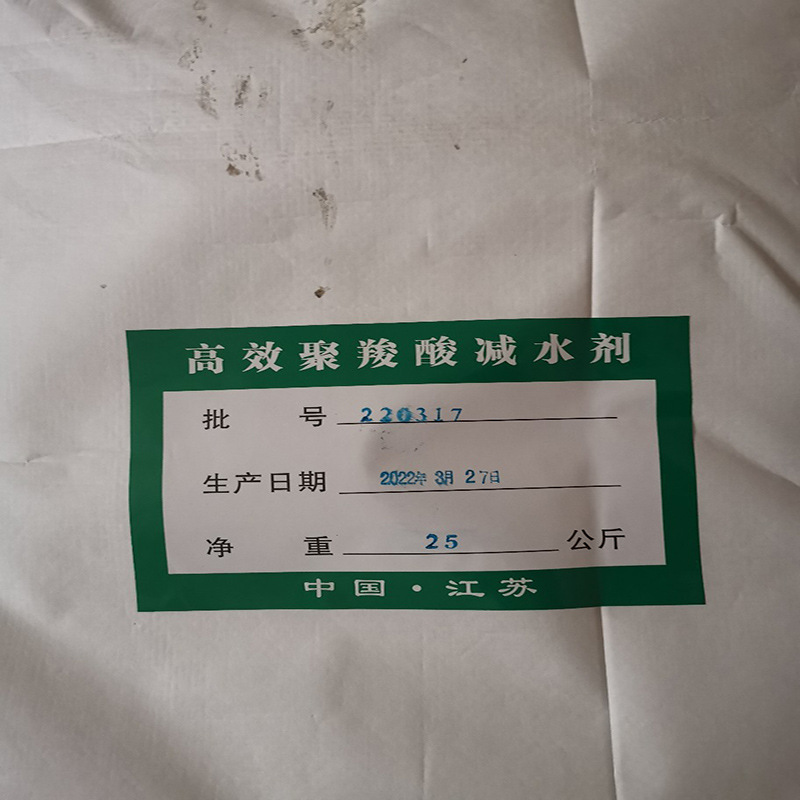 高效聚羧酸减水剂
批号 220317
生产日期 2022年3月27日
净重 25 公斤
中国·江苏